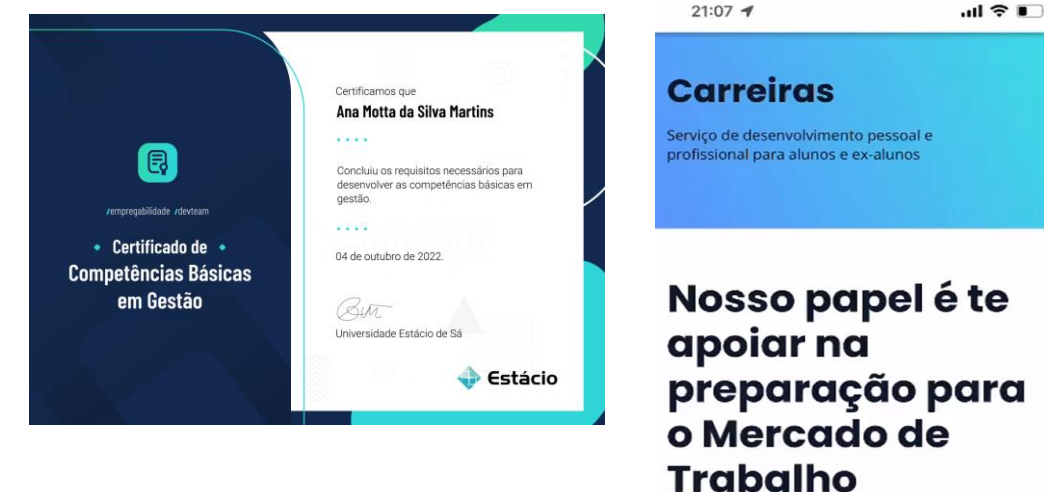 /empregabilidade /devteam
Certificado de
Competências Básicas
em Gestão
Certificamos que
Ana Motta da Silva Martins
Concluiu os requisitos necessários para
desenvolver as competências básicas em
gestão.
04 de outubro de 2022.
Universidade Estácio de Sá
Estácio
21:07
Carreiras
Serviço de desenvolvimento pessoal e
profissional para alunos e ex-alunos
Nosso papel é te
apoiar na
preparação para
o Mercado de
Trabalho